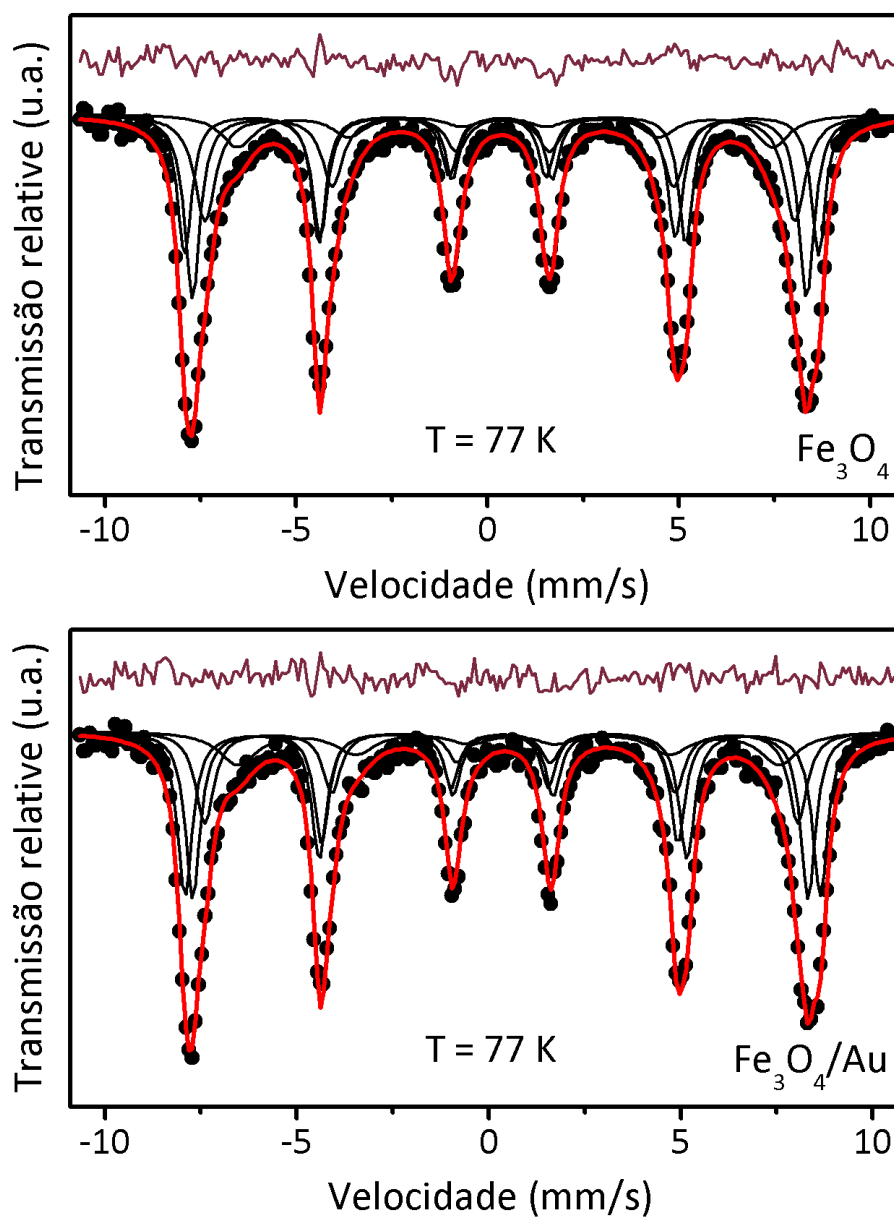 Transmissão relative (u.a.)
T = 77 K
Fe₃O₄
-10 -5 0 5 10
Velocidade (mm/s)
Transmissão relative (u.a.)
T = 77 K
Fe₃O₄/Au
-10 -5 0 5 10
Velocidade (mm/s)